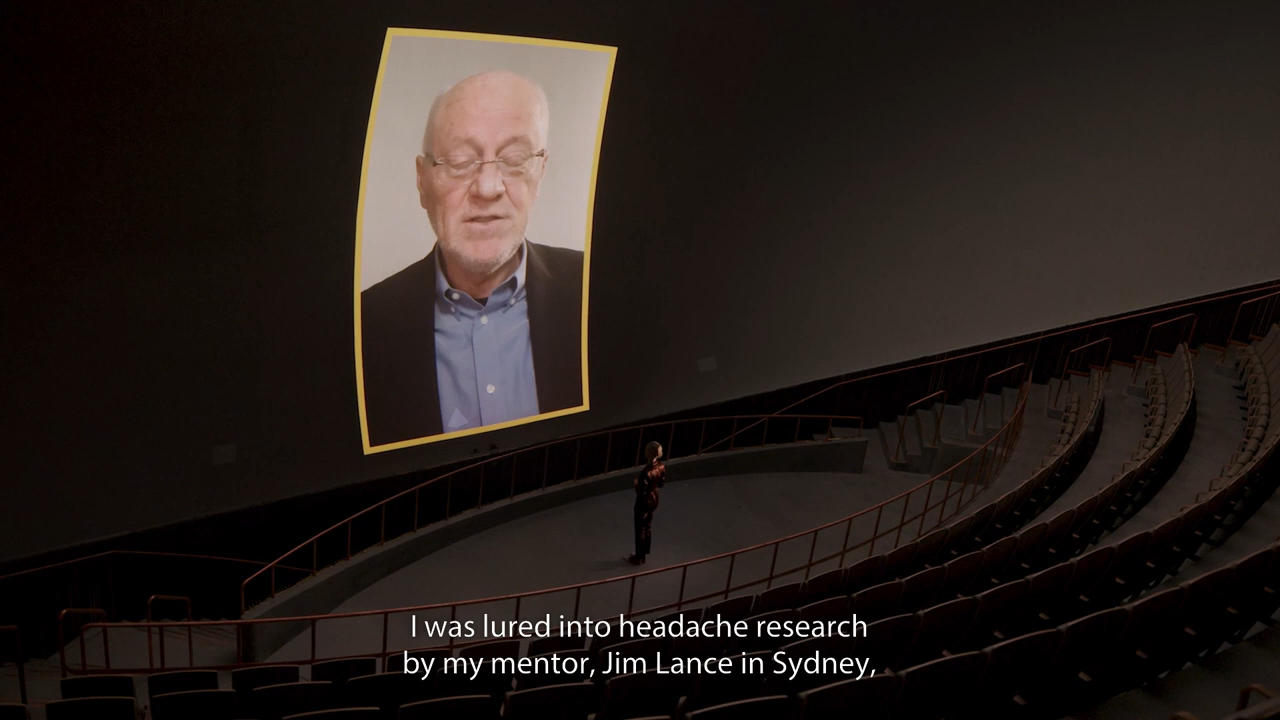 I was lured into headache research
by my mentor, Jim Lance in Sydney,